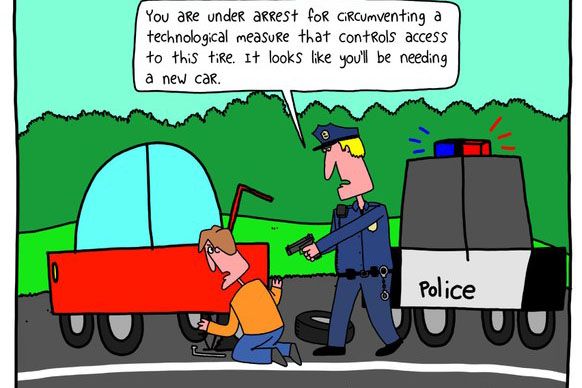 You are under arrest for circumventing a
technological measure that controls access
to this tire. It looks like you'll be needing
a new car.
Police